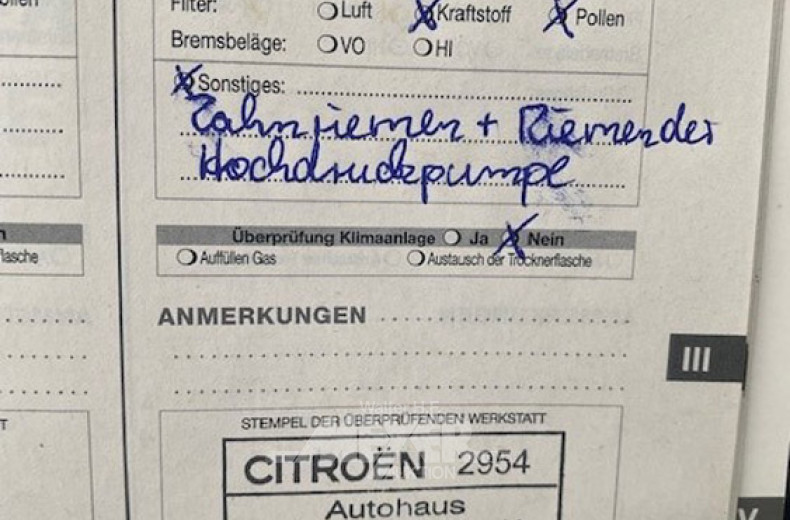 Filter: Luft Kraftstoff Pollen
Bremsbeläge: VO HI
Sonstiges:
Zahnriemen + Riemen der
Hochdruckpumpe
Überprüfung Klimaanlage Ja Nein
Auffüllen Gas Austausch der Trocknerflasche
lasche
ANMERKUNGEN
III
STEMPEL DER ÜBERPRÜFENDEN WERKSTATT
CITROËN 2954
Autohaus
V